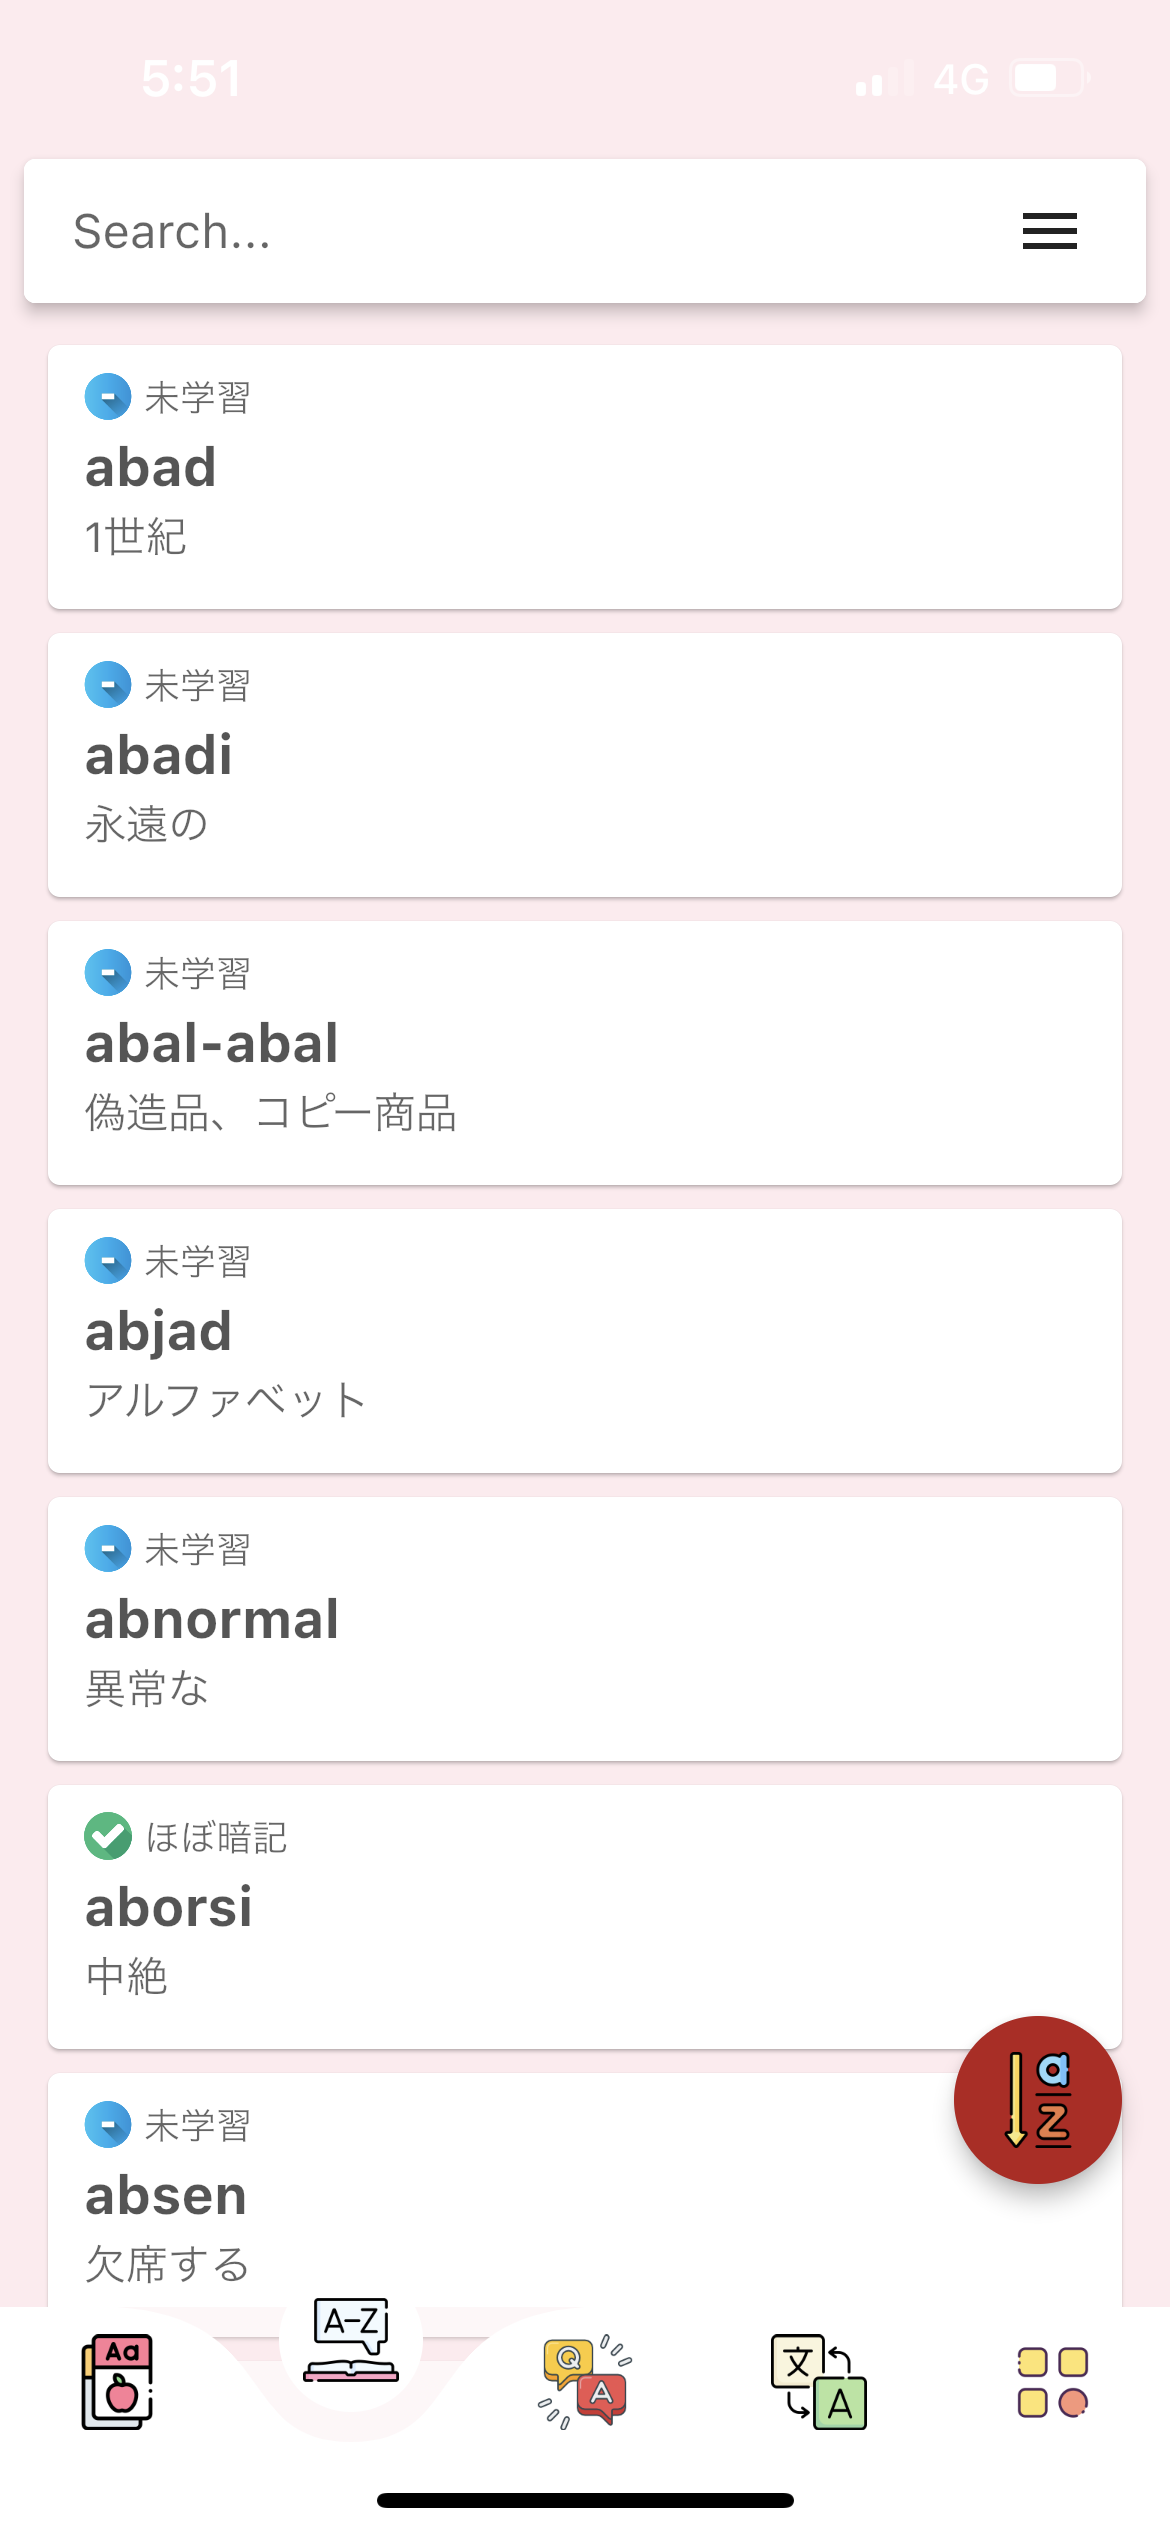 5:51
4G
Search...
未学習
abad
1世紀
未学習
abadi
永遠の
未学習
abal-abal
偽造品、コピー商品
未学習
abjad
アルファベット
未学習
abnormal
異常な
ほぼ暗記
aborsi
中絶
a
z
未学習
absen
欠席する
Aa
A-Z
Q
A
文
A